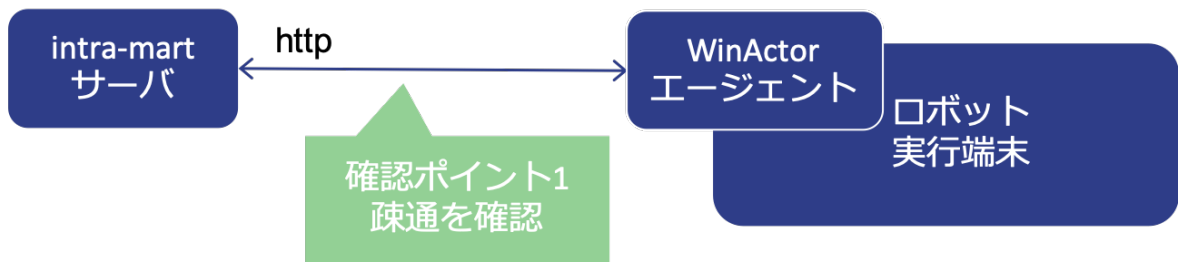 intra-mart
サーバ
http
WinActor
エージェント
ロボット
実行端末
確認ポイント1
疎通を確認